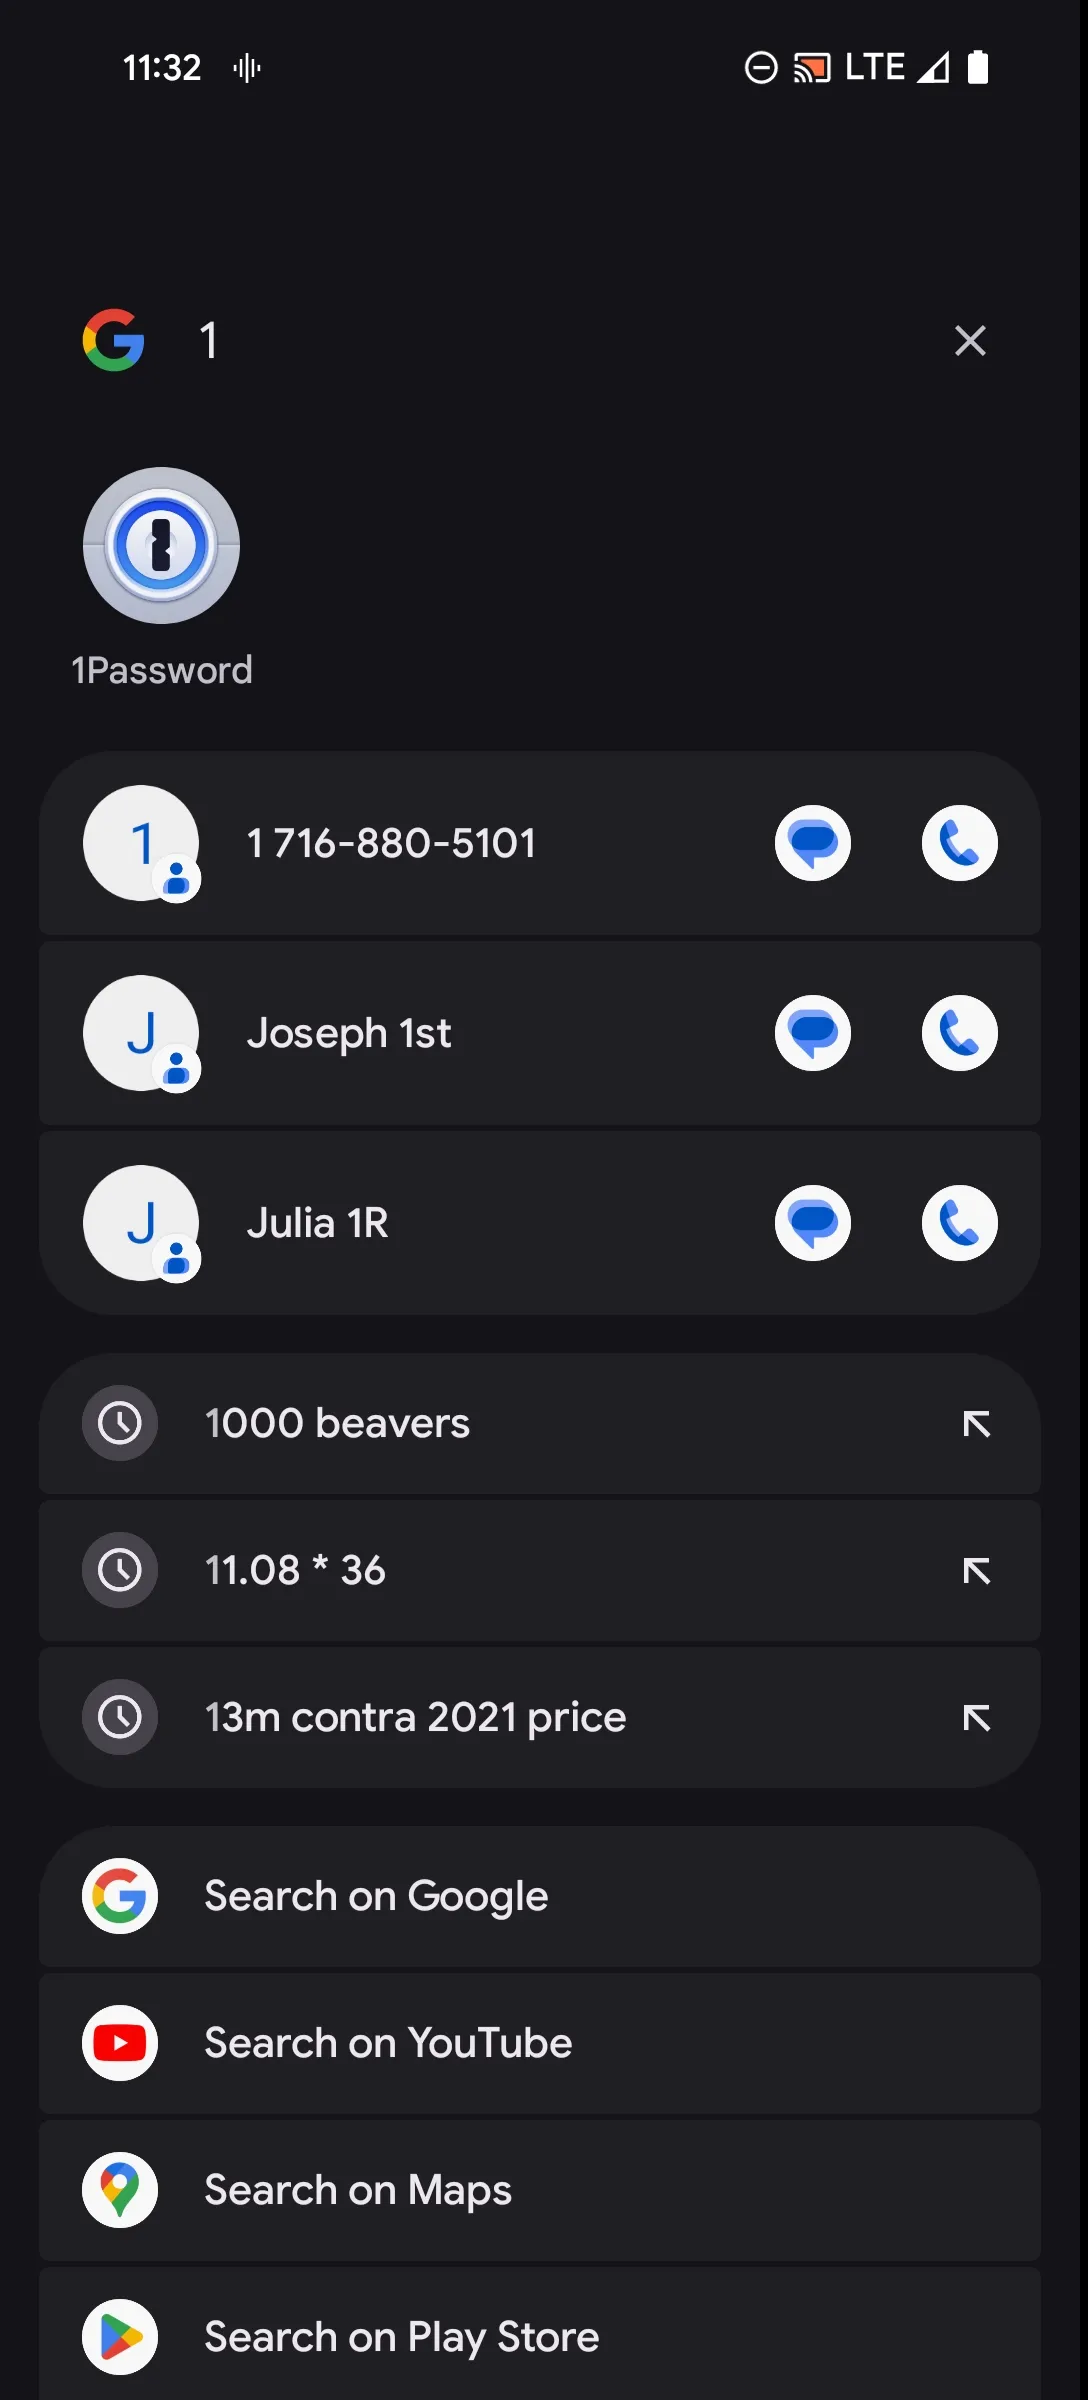 11:32 LTE
1
1Password
1 716-880-5101
Joseph 1st
Julia 1R
1000 beavers
11.08 * 36
13m contra 2021 price
Search on Google
Search on YouTube
Search on Maps
Search on Play Store